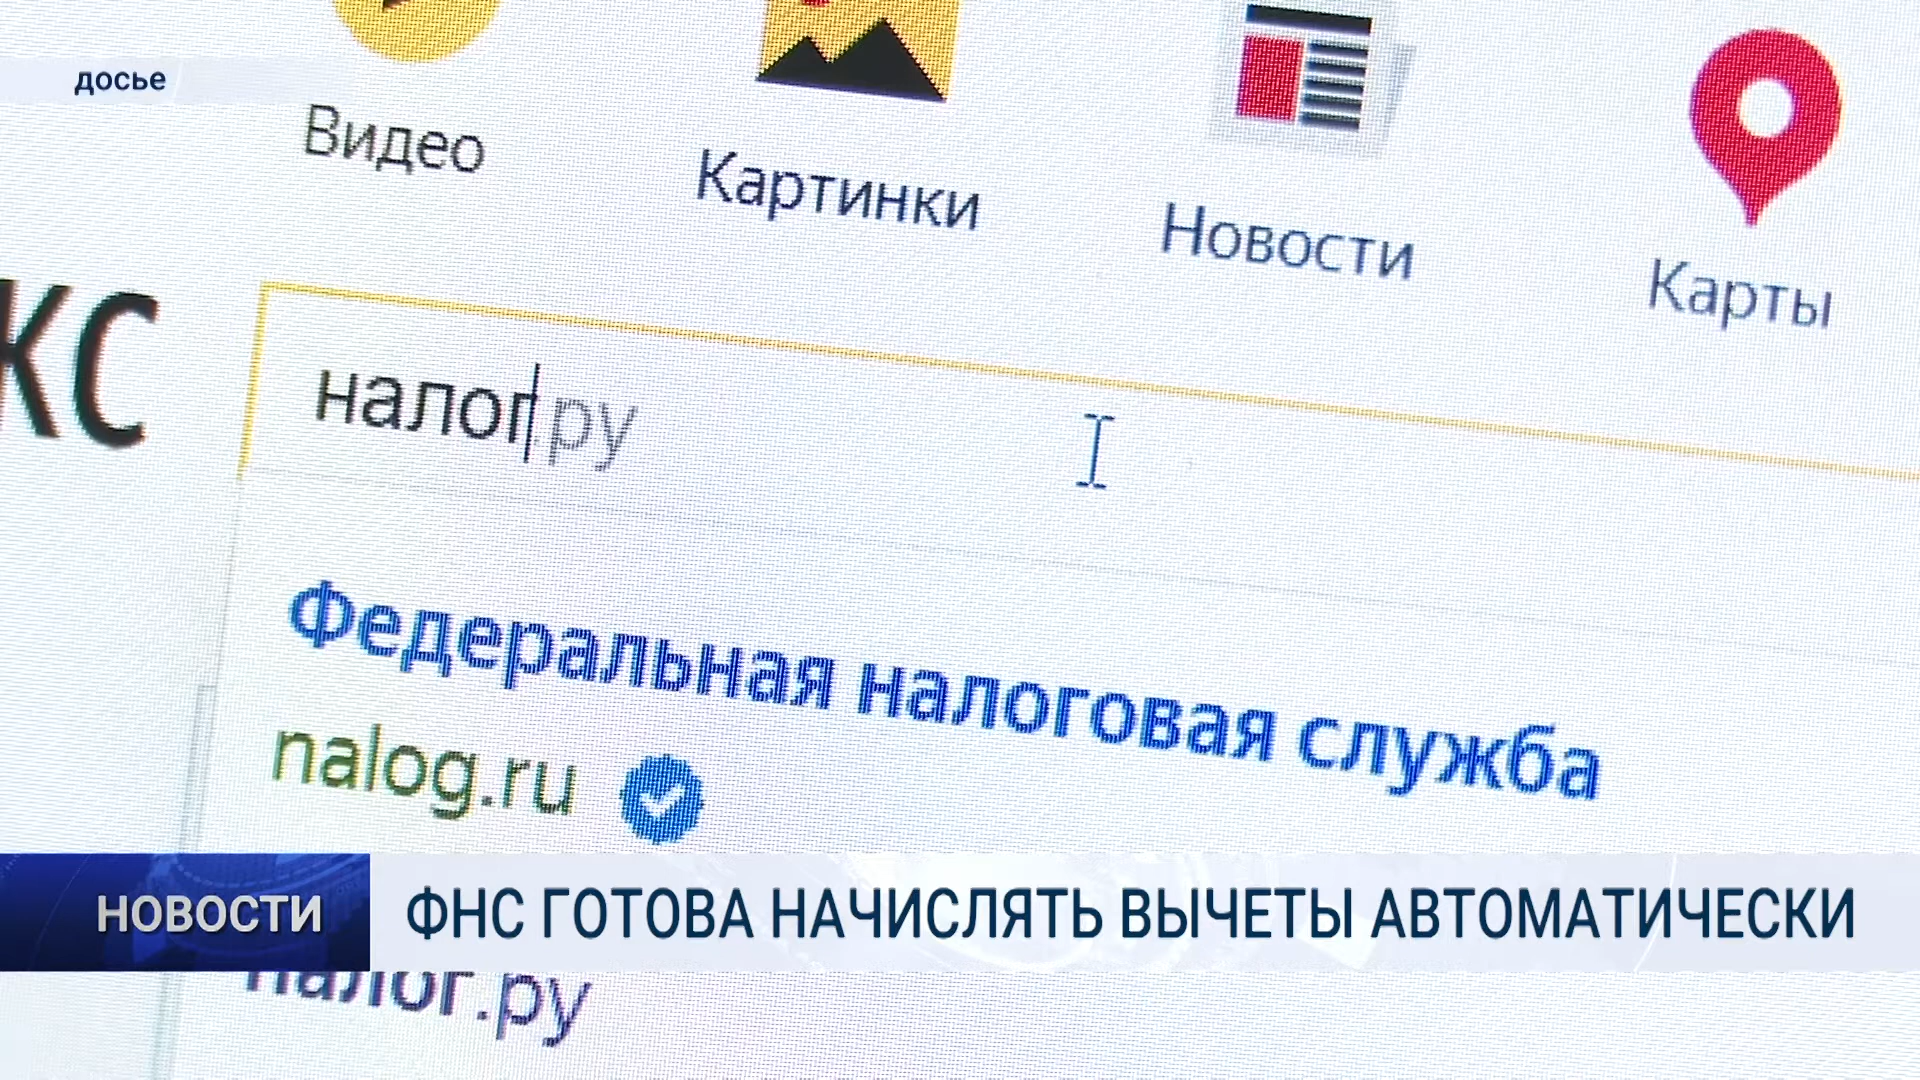 досье
Видео
Картинки
Новости
Карты
кс
налог.ру
Федеральная налоговая служба
nalog.ru
НОВОСТИ
ФНС ГОТОВА НАЧИСЛЯТЬ ВЫЧЕТЫ АВТОМАТИЧЕСКИ
налог.ру